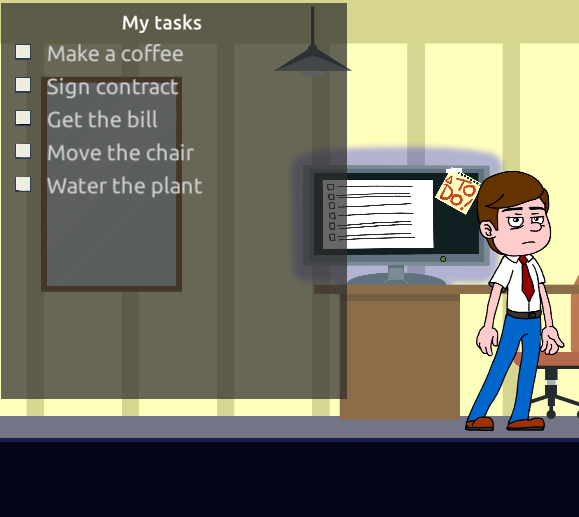 My tasks
Make a coffee
Sign contract
Get the bill
Move the chair
Water the plant
TO
DO!